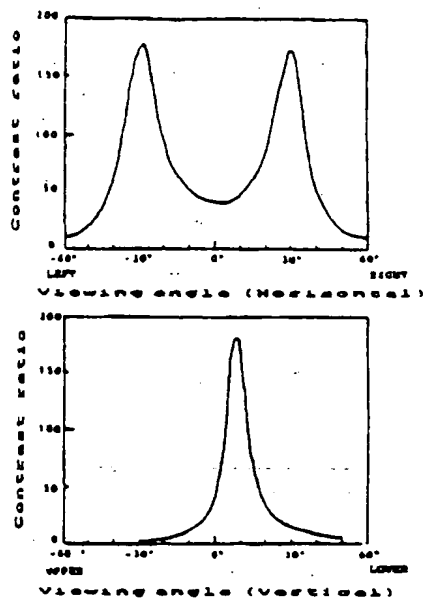 200
150
100
50
0
Contrast ratio
-60° -30° 0° 30° 60°
LEFT RIGHT
Viewing angle (Horizontal)
200
150
100
50
0
Contrast ratio
-60° -30° 0° 30° 60°
UPPER LOWER
Viewing angle (Vertical)